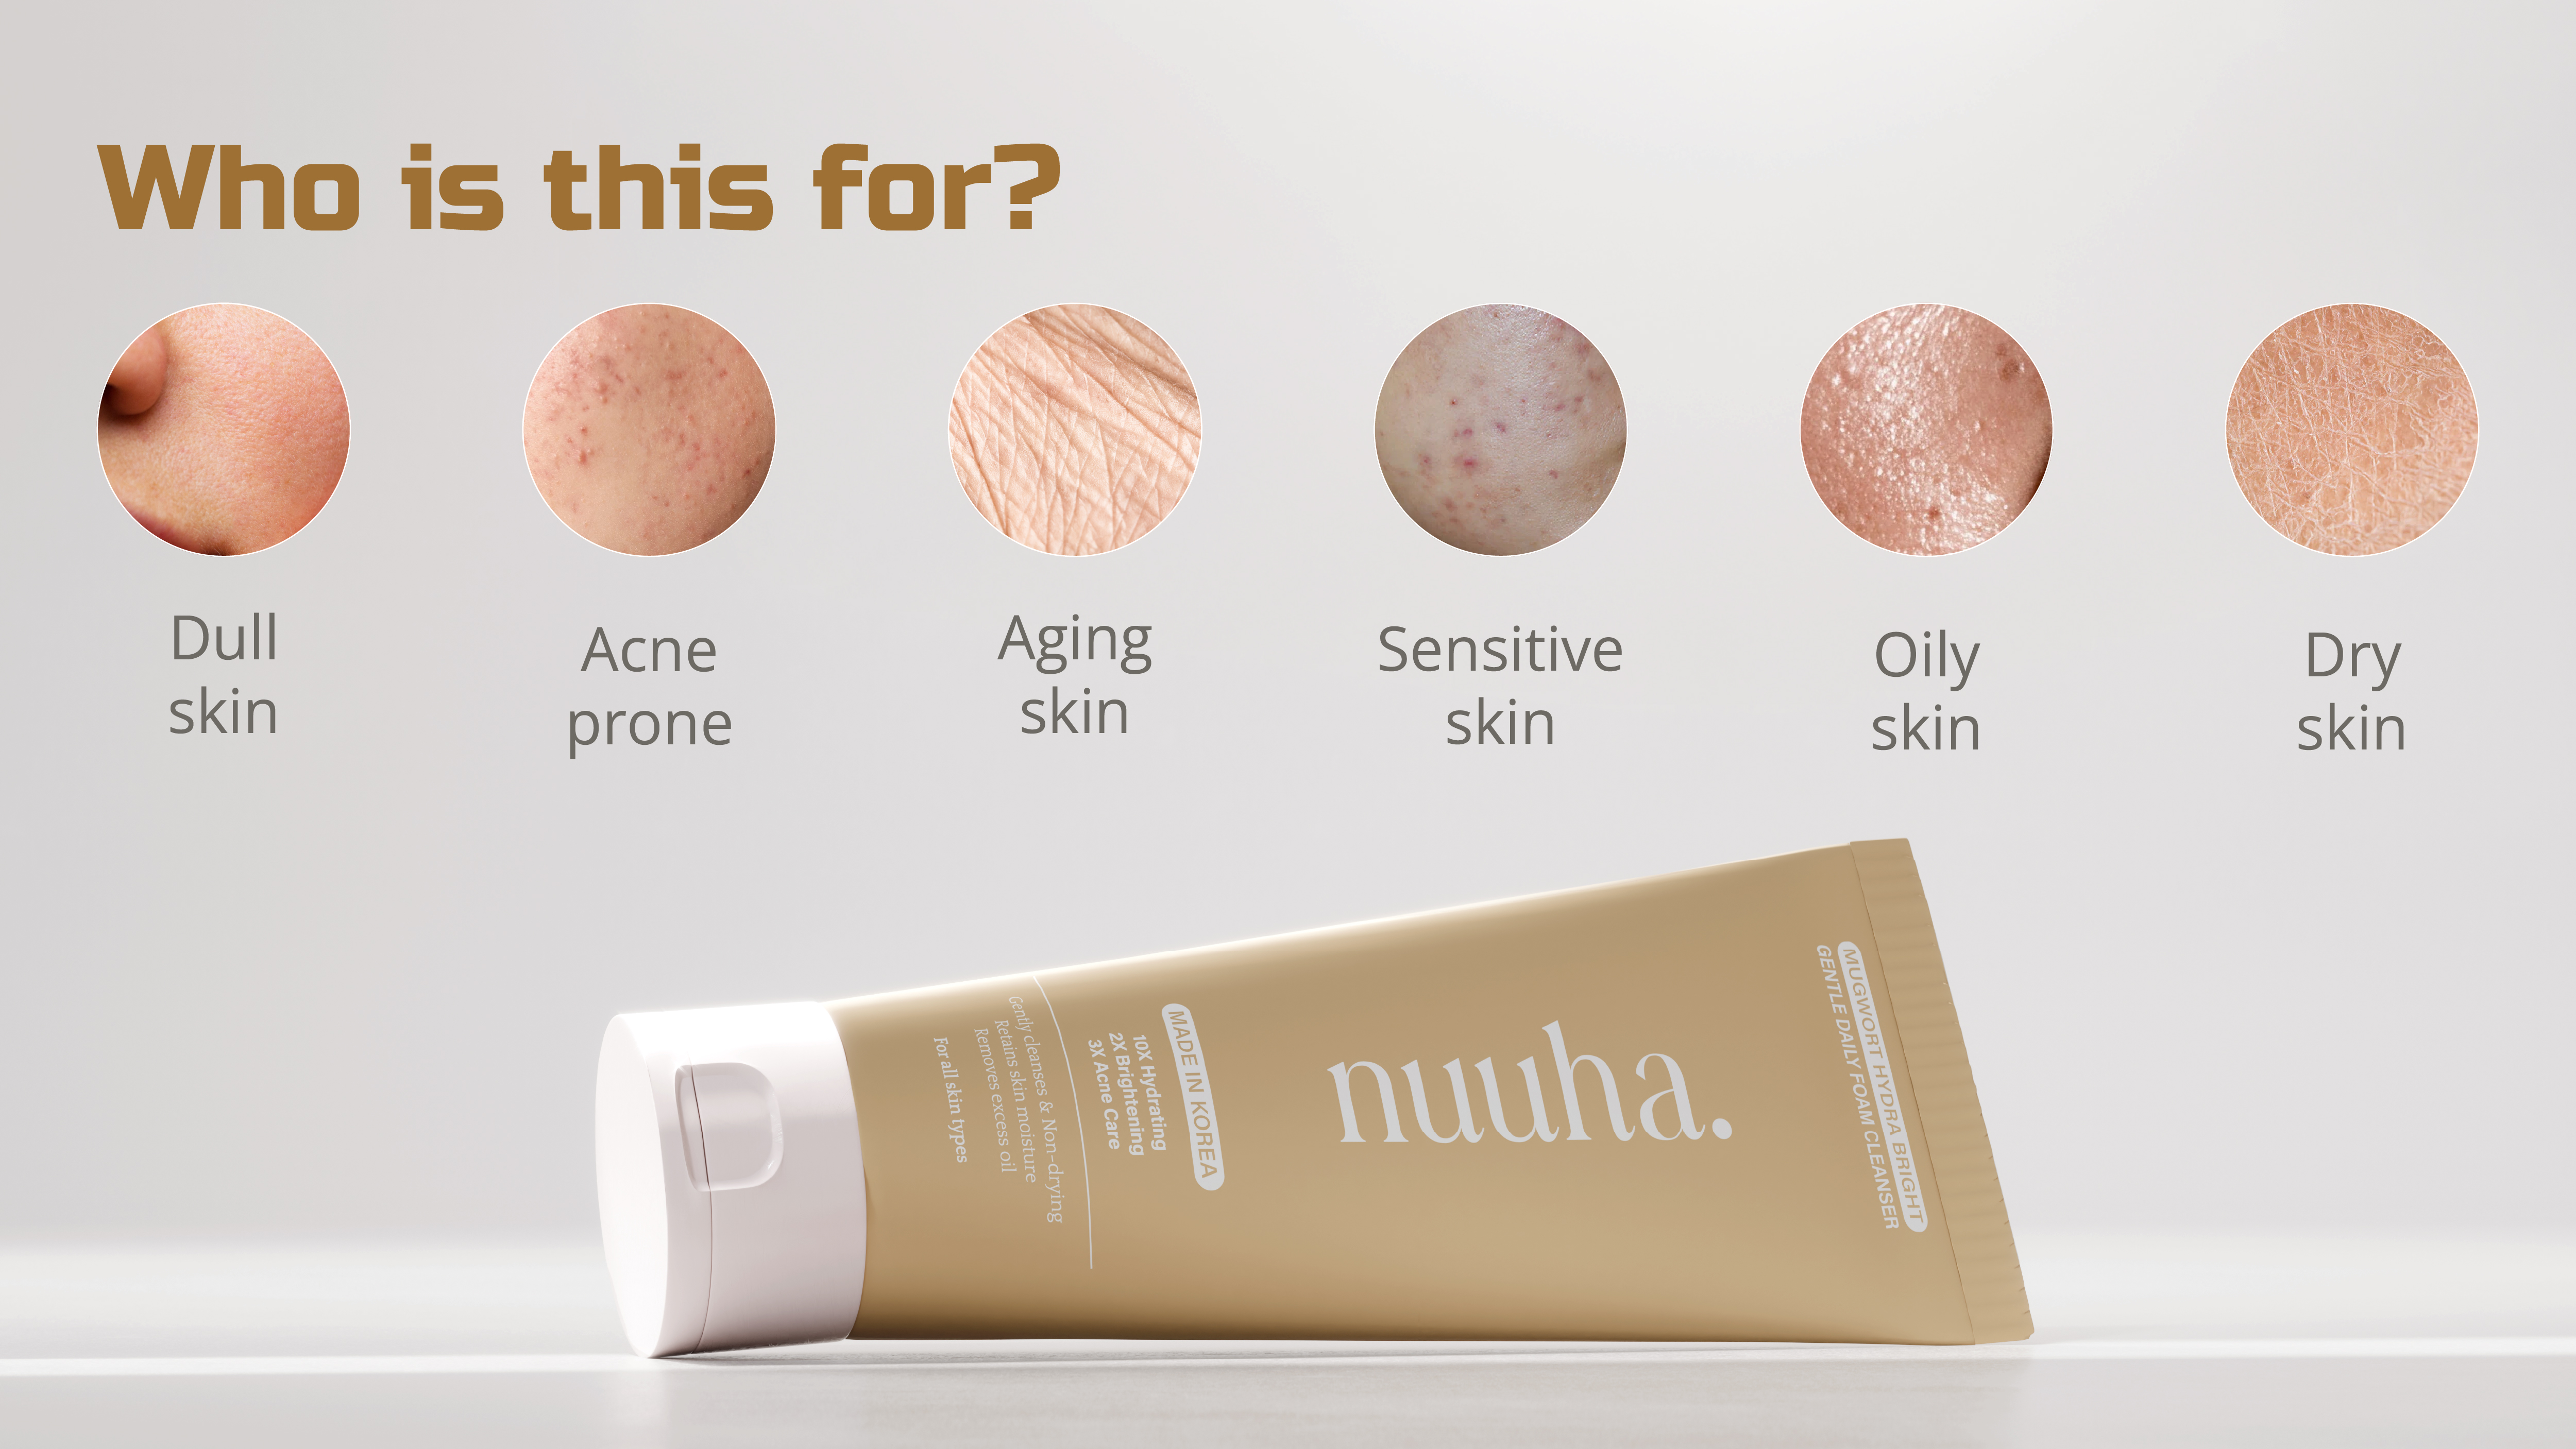 Who is this for?
Dull
skin
Acne
prone
Aging
skin
Sensitive
skin
Oily
skin
Dry
skin
MUGWORT HYDRA BRIGHT
GENTLE DAILY FOAM CLEANSER
nuuha.
MADE IN KOREA
10X Hydrating
2X Brightening
3X Acne Care
Gently cleanses & Non-drying
Retains skin moisture
Removes excess oil
For all skin types